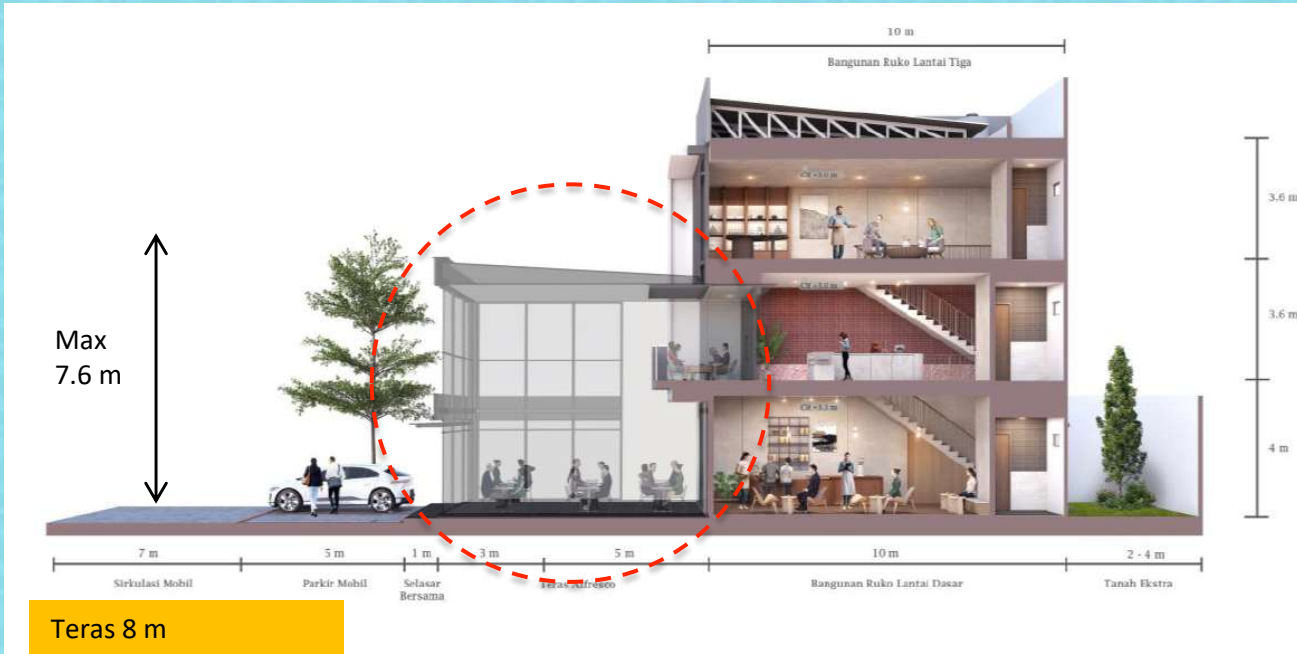 10 m
Bangunan Ruko Lantai Tiga
3,6 m
Max
7.6 m
3.6 m
4 m
7 m
5 m
1 m
3 m
5 m
10 m
2 - 4 m
Sirkulasi Mobil
Parkir Mobil
Selasar
Bersama
Teras Alfresco
Bangunan Ruko Lantai Dasar
Tanah Ekstra
Teras 8 m